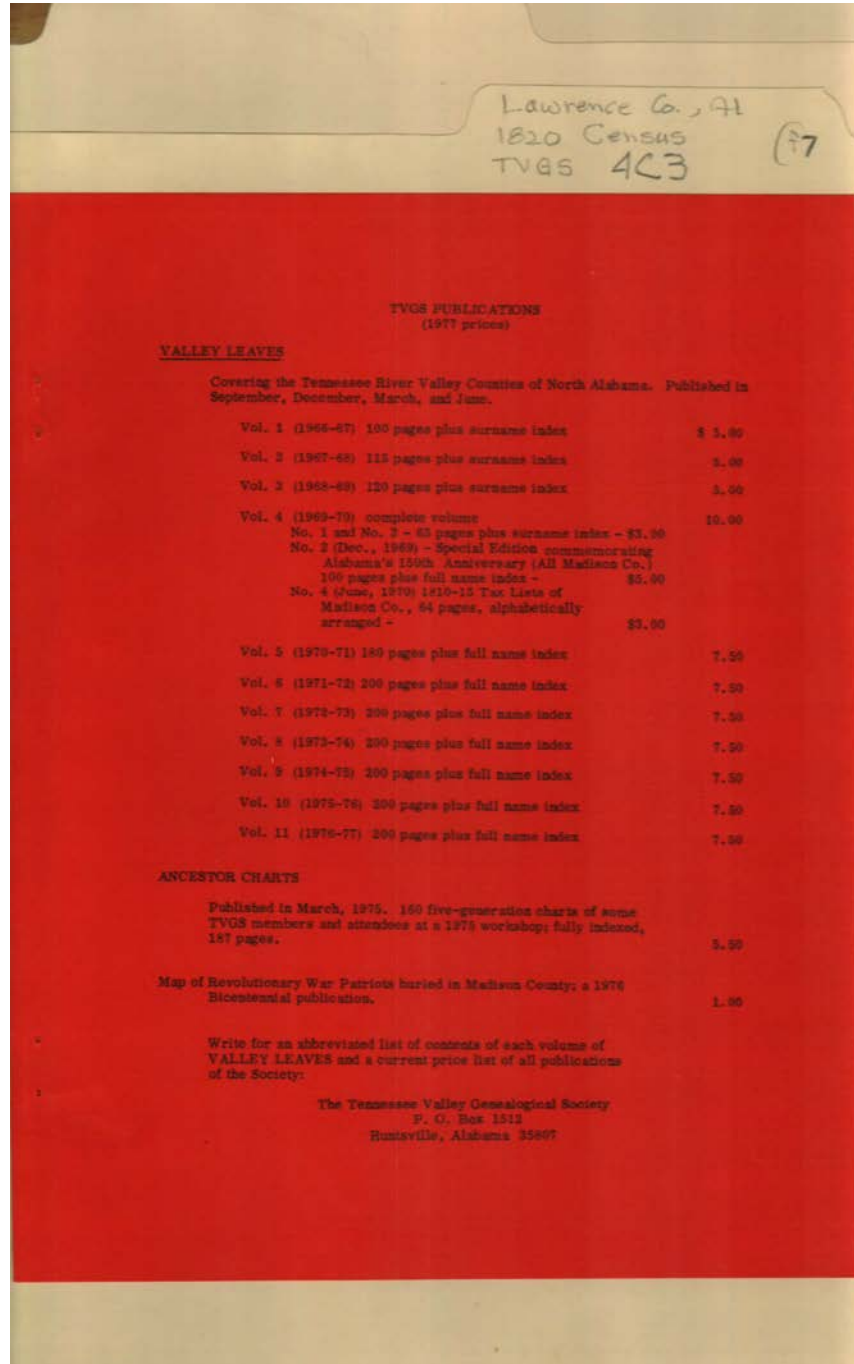 Lawrence Co., Al
1820 Census
TVGS 4C3
TVGS PUBLICATIONS
(1977 prices)
VALLEY LEAVES
Covering the Tennessee River Valley Counties of North Alabama. Published in
September, December, March, and June.
Vol. 1 (1966-67) 100 pages plus surname index $ 5.00
Vol. 2 (1967-68) 115 pages plus surname index 5.00
Vol. 3 (1968-69) 120 pages plus surname index 5.00
Vol. 4 (1969-70) complete volume 10.00
No. 1 and No. 3 - 65 pages plus surname index - $3.00
No. 2 (Dec., 1969) - Special Edition commemorating
Alabama's 150th Anniversary (All Madison Co.)
100 pages plus full name index - $5.00
No. 4 (June, 1970) 1810-15 Tax Lists of
Madison Co., 64 pages, alphabetically
arranged - $3.00
Vol. 5 (1970-71) 180 pages plus full name index 7.50
Vol. 6 (1971-72) 200 pages plus full name index 7.50
Vol. 7 (1972-73) 200 pages plus full name index 7.50
Vol. 8 (1973-74) 200 pages plus full name index 7.50
Vol. 9 (1974-75) 200 pages plus full name index 7.50
Vol. 10 (1975-76) 200 pages plus full name index 7.50
Vol. 11 (1976-77) 200 pages plus full name index 7.50
ANCESTOR CHARTS
Published in March, 1975. 160 five-generation charts of some
TVGS members and attendees at a 1975 workshop; fully indexed,
187 pages. 5.50
Map of Revolutionary War Patriots buried in Madison County; a 1976
Bicentennial publication. 1.00
Write for an abbreviated list of contents of each volume of
VALLEY LEAVES and a current price list of all publications
of the Society:
The Tennessee Valley Genealogical Society
P. O. Box 1512
Huntsville, Alabama 35807